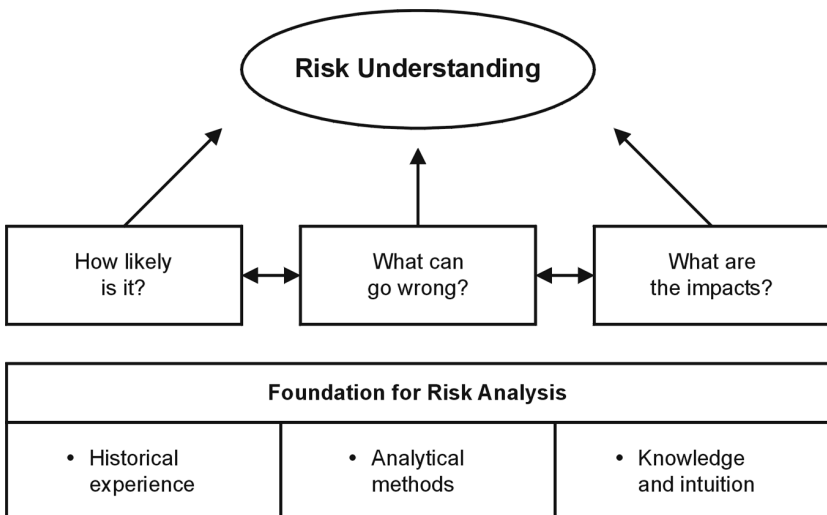 Risk Understanding
How likely
is it?
What can
go wrong?
What are
the impacts?
Foundation for Risk Analysis
• Historical
experience
• Analytical
methods
• Knowledge
and intuition